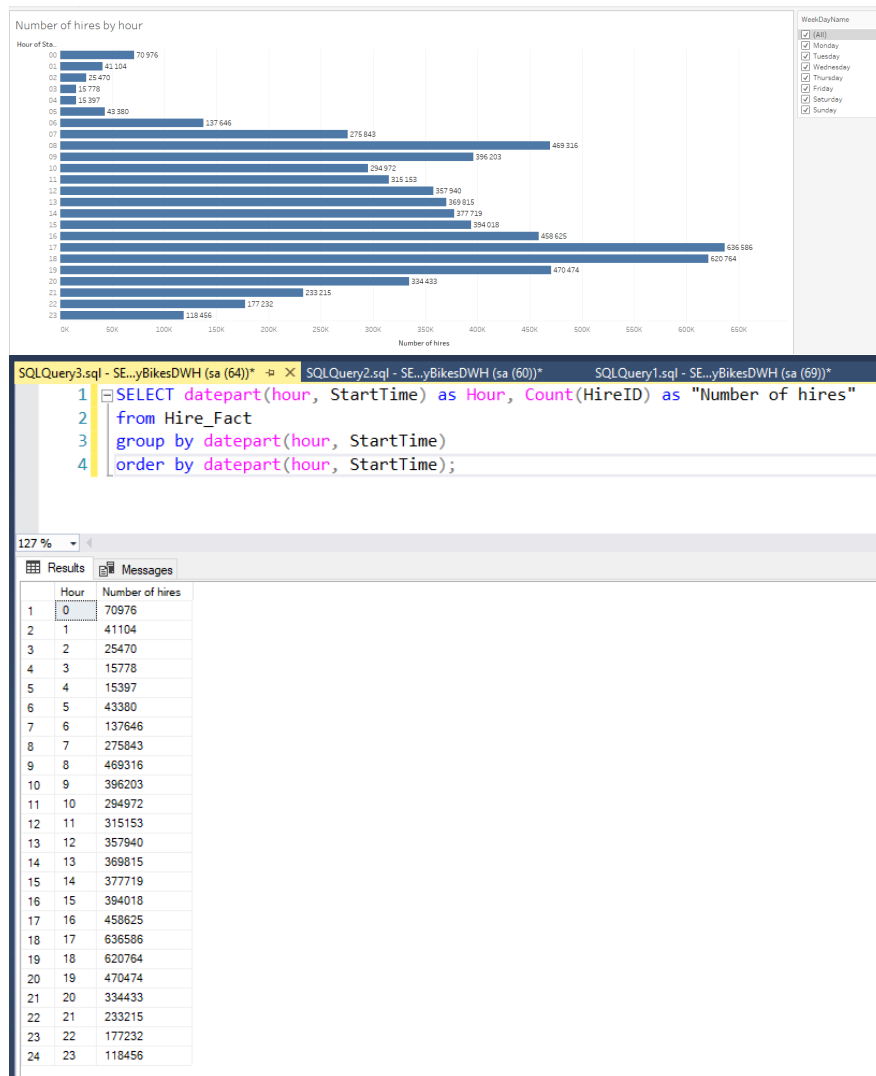 Number of hires by hour
Hour of Sta..
00 70 976
01 41 104
02 25 470
03 15 778
04 15 397
05 43 380
06 137 646
07 275 843
08 469 316
09 396 203
10 294 972
11 315 153
12 357 940
13 369 815
14 377 719
15 394 018
16 458 625
17 636 586
18 620 764
19 470 474
20 334 433
21 233 215
22 177 232
23 118 456
0K 50K 100K 150K 200K 250K 300K 350K 400K 450K 500K 550K 600K 650K
Number of hires
WeekDayName
(All)
Monday
Tuesday
Wednesday
Thursday
Friday
Saturday
Sunday
SQLQuery3.sql - SE...yBikesDWH (sa (64))* SQLQuery2.sql - SE...yBikesDWH (sa (60))* SQLQuery1.sql - SE...yBikesDWH (sa (69))*
1 SELECT datepart(hour, StartTime) as Hour, Count(HireID) as "Number of hires"
2 from Hire_Fact
3 group by datepart(hour, StartTime)
4 order by datepart(hour, StartTime);
127 %
Results Messages
Hour Number of hires
1 0 70976
2 1 41104
3 2 25470
4 3 15778
5 4 15397
6 5 43380
7 6 137646
8 7 275843
9 8 469316
10 9 396203
11 10 294972
12 11 315153
13 12 357940
14 13 369815
15 14 377719
16 15 394018
17 16 458625
18 17 636586
19 18 620764
20 19 470474
21 20 334433
22 21 233215
23 22 177232
24 23 118456